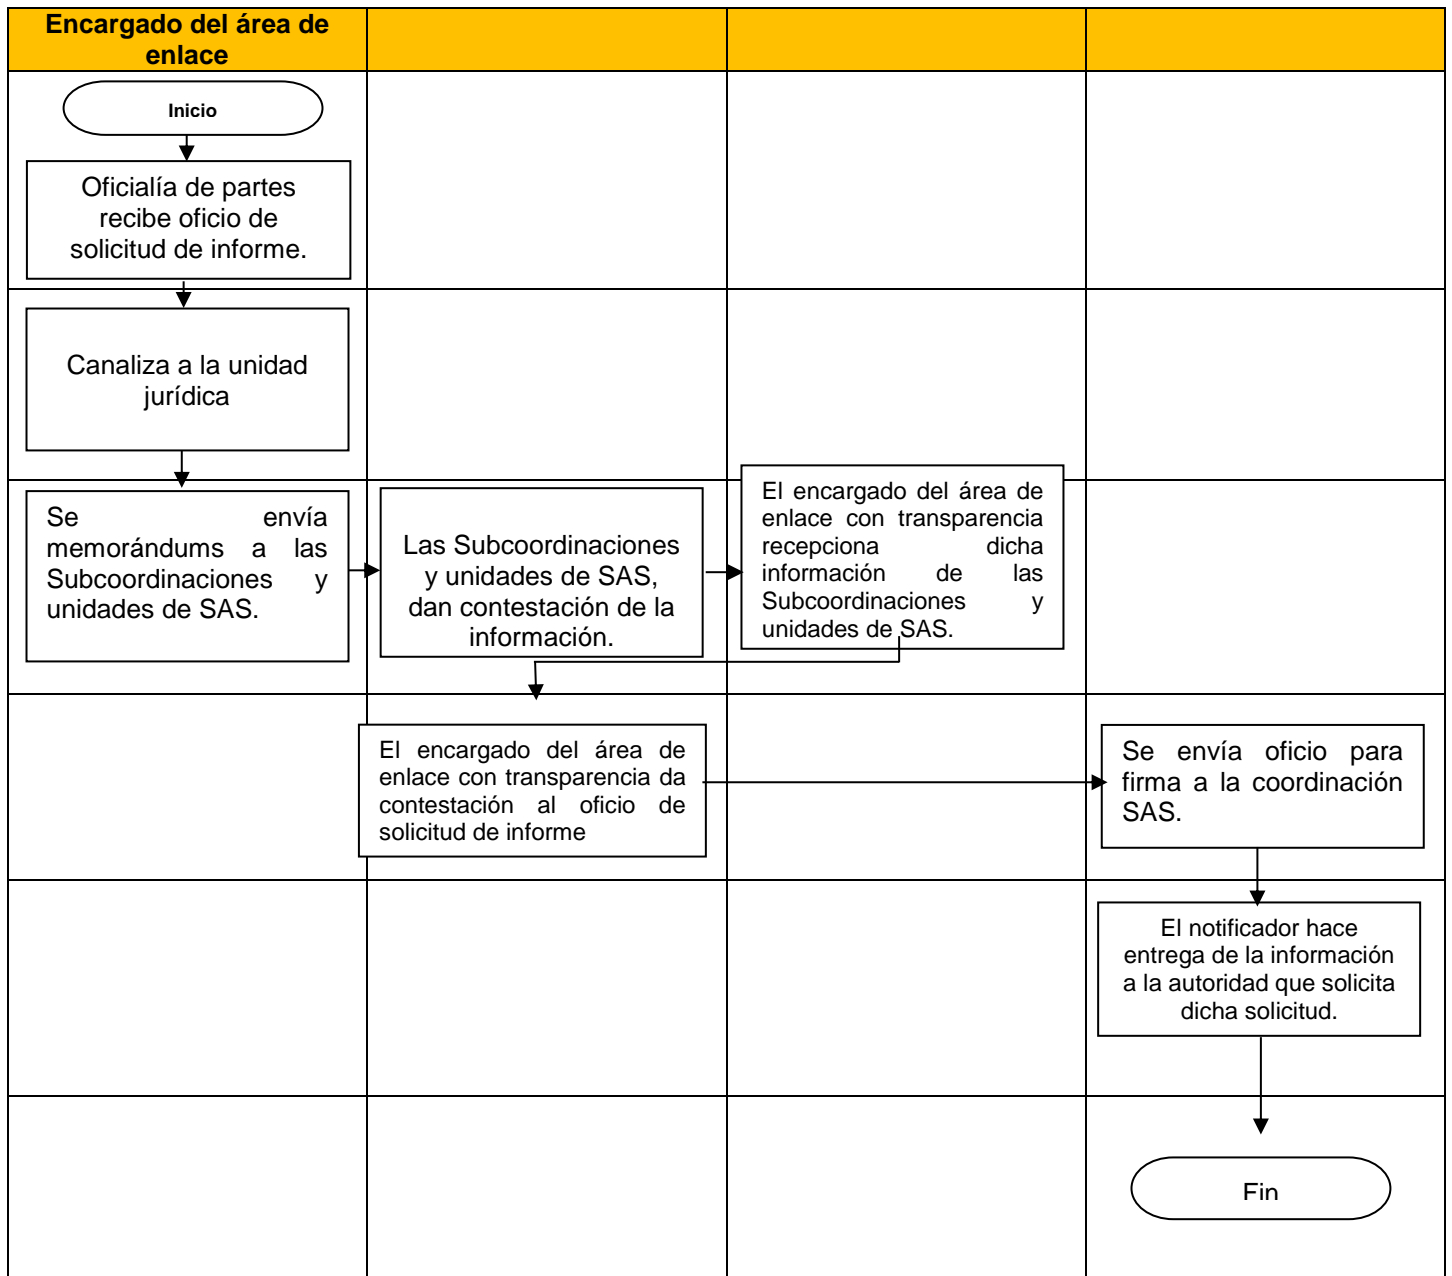 Encargado del área de
enlace
Inicio
Oficialía de partes
recibe oficio de
solicitud de informe.
Canaliza a la unidad
jurídica
Se envía
memorándums a las
Subcoordinaciones y
unidades de SAS.
Las Subcoordinaciones
y unidades de SAS,
dan contestación de la
información.
El encargado del área de
enlace con transparencia
recepciona dicha
información de las
Subcoordinaciones y
unidades de SAS.
El encargado del área de
enlace con transparencia da
contestación al oficio de
solicitud de informe
Se envía oficio para
firma a la coordinación
SAS.
El notificador hace
entrega de la información
a la autoridad que solicita
dicha solicitud.
Fin